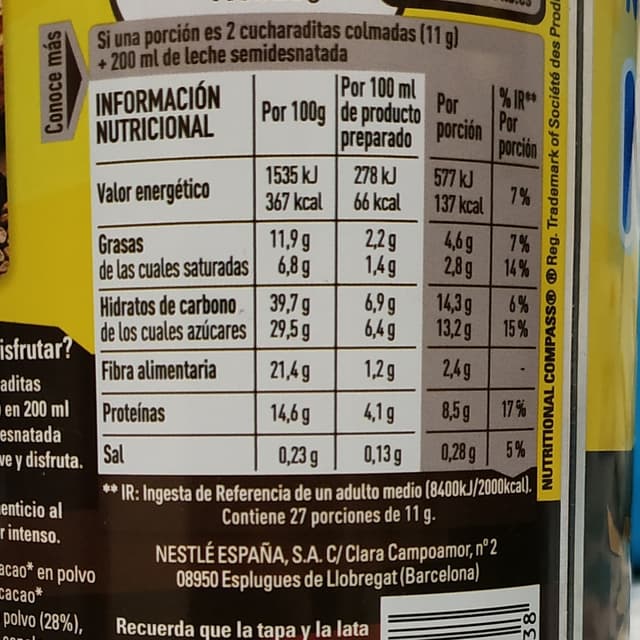 Conoce más
Si una porción es 2 cucharaditas colmadas (11 g)
+ 200 ml de leche semidesnatada
INFORMACIÓN NUTRICIONAL Por 100g Por 100 ml de producto preparado Por porción % IR** Por porción
Valor energético 1535 kJ 278 kJ 577 kJ
367 kcal 66 kcal 137 kcal 7%
Grasas 11,9 g 2,2 g 4,6 g 7%
de las cuales saturadas 6,8 g 1,4 g 2,8 g 14%
Hidratos de carbono 39,7 g 6,9 g 14,3 g 6%
de los cuales azúcares 29,5 g 6,4 g 13,2 g 15%
Fibra alimentaria 21,4 g 1,2 g 2,4 g -
Proteínas 14,6 g 4,1 g 8,5 g 17%
Sal 0,23 g 0,13 g 0,28 g 5%
** IR: Ingesta de Referencia de un adulto medio (8400kJ/2000kcal).
Contiene 27 porciones de 11 g.
NESTLÉ ESPAÑA, S.A. C/ Clara Campoamor, nº 2
08950 Esplugues de Llobregat (Barcelona)
Recuerda que la tapa y la lata
NUTRITIONAL COMPASS® ® Reg. Trademark of Société des Prod
isfrutar?
aditas
en 200 ml
esnatada
ve y disfruta.
enticio al
r intenso.
acao* en polvo
cacao*
polvo (28%),
38